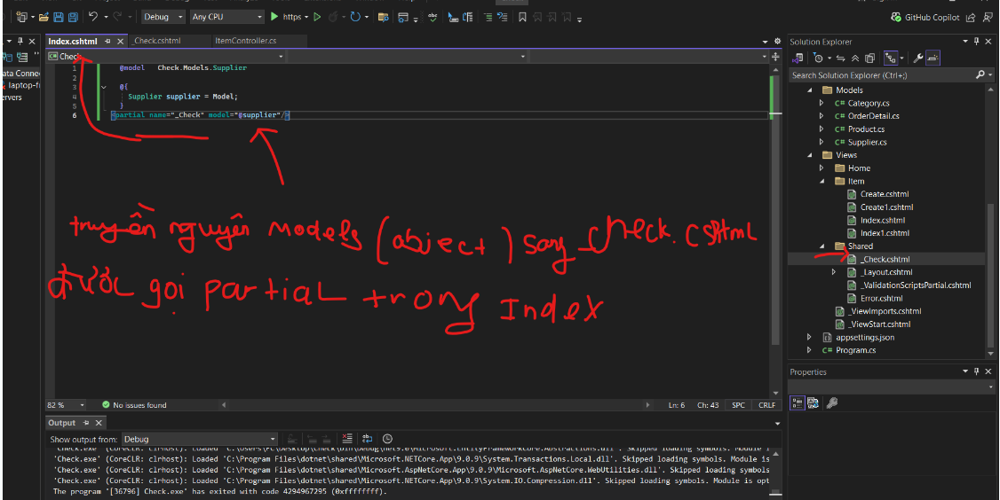 Debug
Any CPU
https
GitHub Copilot
Index.cshtml
_Check.cshtml
ItemController.cs
Check
1 @model Check.Models.Supplier
2
3 @{
4 Supplier supplier = Model;
5 }
6 <partial name="_Check" model="@supplier"/>
truyền nguyên Models (object) sang _Check.cshtml
được gọi partial trong Index
82 %
No issues found
Ln: 6 Ch: 43 SPC CRLF
Output
Show output from: Debug
'Check.exe' (CoreCLR: clrhost): Loaded 'C:\Program Files\dotnet\shared\Microsoft.NETCore.App\9.0.9\System.Transactions.Local.dll'. Skipped loading symbols. Module is
'Check.exe' (CoreCLR: clrhost): Loaded 'C:\Program Files\dotnet\shared\Microsoft.AspNetCore.App\9.0.9\Microsoft.AspNetCore.WebUtilities.dll'. Skipped loading symbols
'Check.exe' (CoreCLR: clrhost): Loaded 'C:\Program Files\dotnet\shared\Microsoft.NETCore.App\9.0.9\System.IO.Compression.dll'. Skipped loading symbols. Module is opt
The program '[36796] Check.exe' has exited with code 4294967295 (0xffffffff).
Solution Explorer
Search Solution Explorer (Ctrl+;)
Models
C# Category.cs
C# OrderDetail.cs
C# Product.cs
C# Supplier.cs
Views
Home
Item
Create.cshtml
Create1.cshtml
Index.cshtml
Index1.cshtml
Shared
_Check.cshtml
_Layout.cshtml
_ValidationScriptsPartial.cshtml
Error.cshtml
_ViewImports.cshtml
_ViewStart.cshtml
appsettings.json
C# Program.cs
Properties